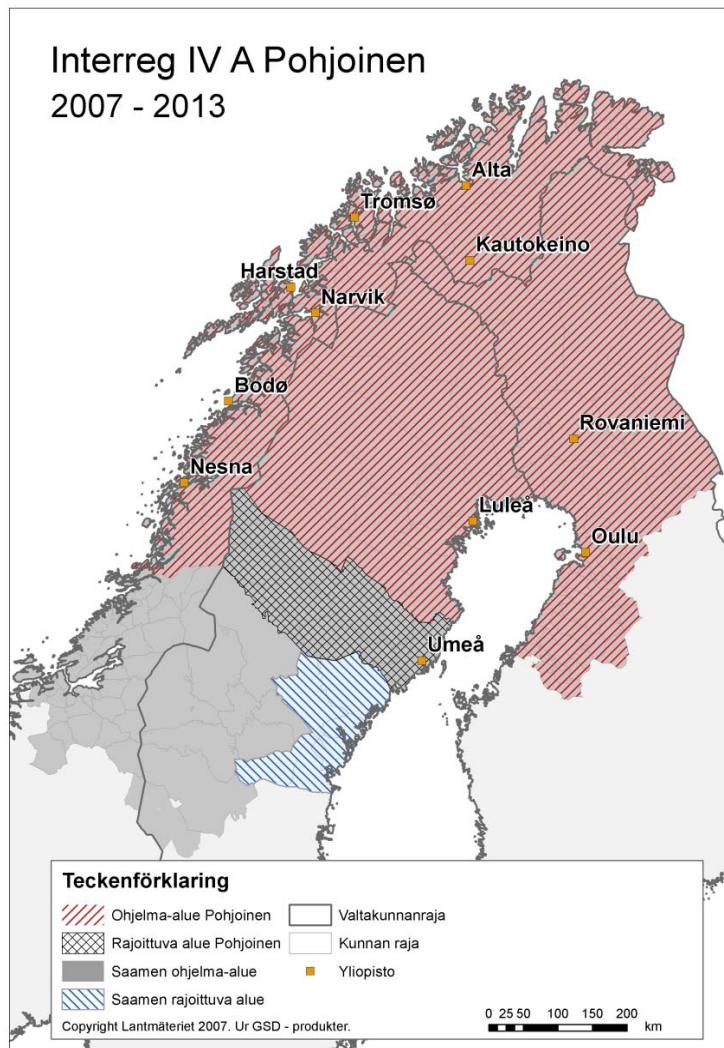 Interreg IV A Pohjoinen
2007 - 2013
Alta
Tromsø
Kautokeino
Harstad
Narvik
Bodø
Rovaniemi
Nesna
Luleå
Oulu
Umeå
Teckenförklaring
Ohjelma-alue Pohjoinen
Rajoittuva alue Pohjoinen
Saamen ohjelma-alue
Saamen rajoittuva alue
Valtakunnanraja
Kunnan raja
Yliopisto
Copyright Lantmäteriet 2007. Ur GSD - produkter.
0 25 50 100 150 200
km